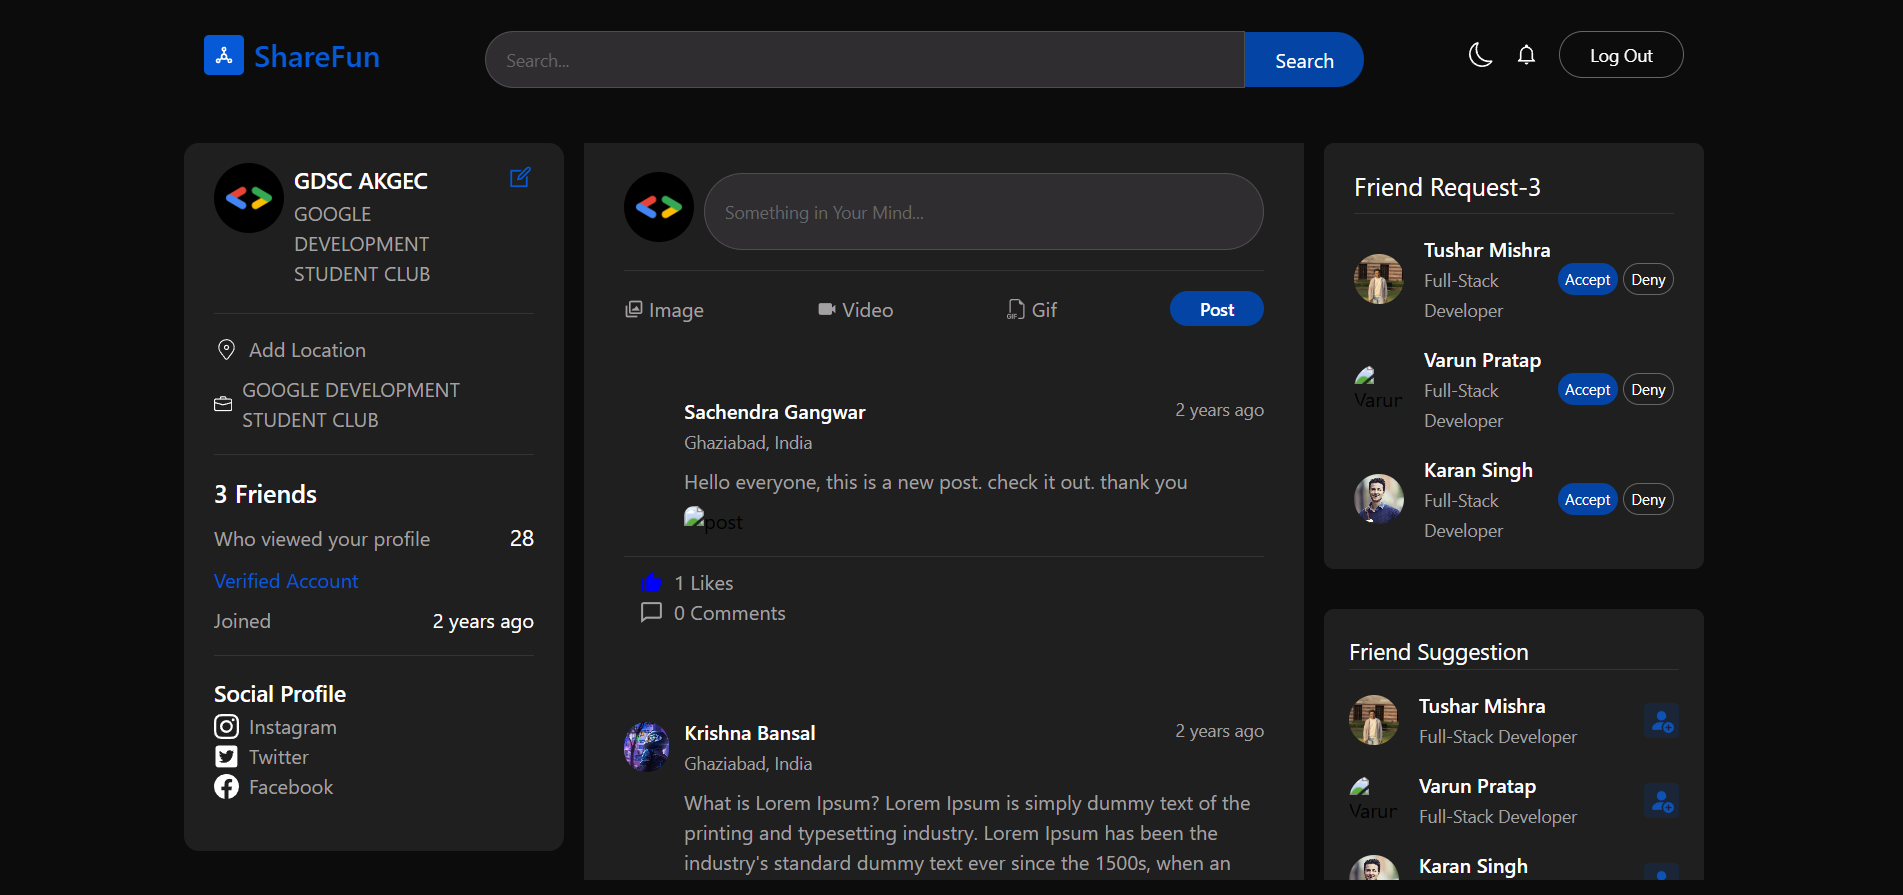 ShareFun
Search...
Search
Log Out
GDSC AKGEC
GOOGLE
DEVELOPMENT
STUDENT CLUB
Add Location
GOOGLE DEVELOPMENT
STUDENT CLUB
3 Friends
Who viewed your profile 28
Verified Account
Joined 2 years ago
Social Profile
Instagram
Twitter
Facebook
Something in Your Mind...
Image Video GIF Gif Post
Sachendra Gangwar 2 years ago
Ghaziabad, India
Hello everyone, this is a new post. check it out. thank you
post
1 Likes
0 Comments
Krishna Bansal 2 years ago
Ghaziabad, India
What is Lorem Ipsum? Lorem Ipsum is simply dummy text of the
printing and typesetting industry. Lorem Ipsum has been the
industry's standard dummy text ever since the 1500s, when an
Friend Request-3
Tushar Mishra
Full-Stack
Developer
Accept Deny
Varun
Varun Pratap
Full-Stack
Developer
Accept Deny
Karan Singh
Full-Stack
Developer
Accept Deny
Friend Suggestion
Tushar Mishra
Full-Stack Developer
Varun
Varun Pratap
Full-Stack Developer
Karan Singh